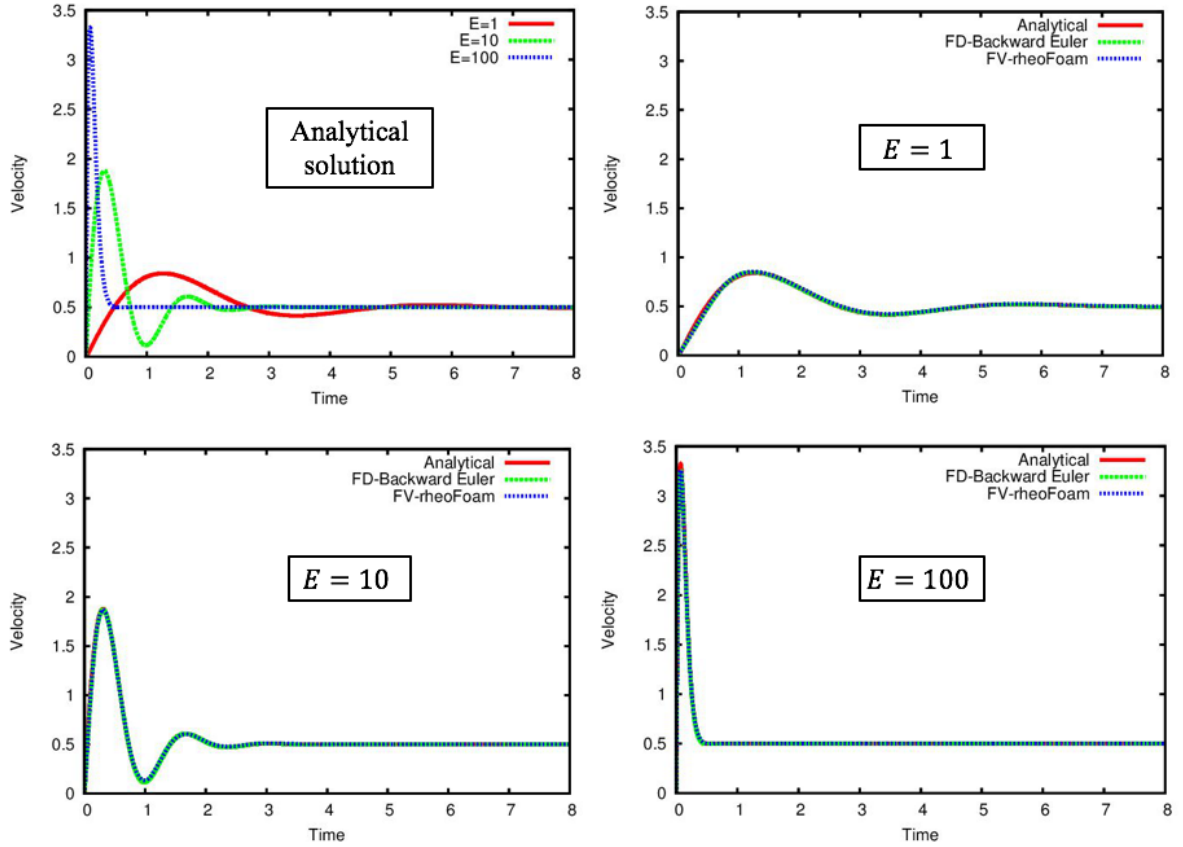 3.5
3
2.5
2
1.5
1
0.5
0
Velocity
E=1
E=10
E=100
Analytical
solution
0 1 2 3 4 5 6 7 8
Time
3.5
3
2.5
2
1.5
1
0.5
0
Velocity
Analytical
FD-Backward Euler
FV-rheoFoam
E = 1
0 1 2 3 4 5 6 7 8
Time
3.5
3
2.5
2
1.5
1
0.5
0
Velocity
Analytical
FD-Backward Euler
FV-rheoFoam
E = 10
0 1 2 3 4 5 6 7 8
Time
3.5
3
2.5
2
1.5
1
0.5
0
Velocity
Analytical
FD-Backward Euler
FV-rheoFoam
E = 100
0 1 2 3 4 5 6 7 8
Time